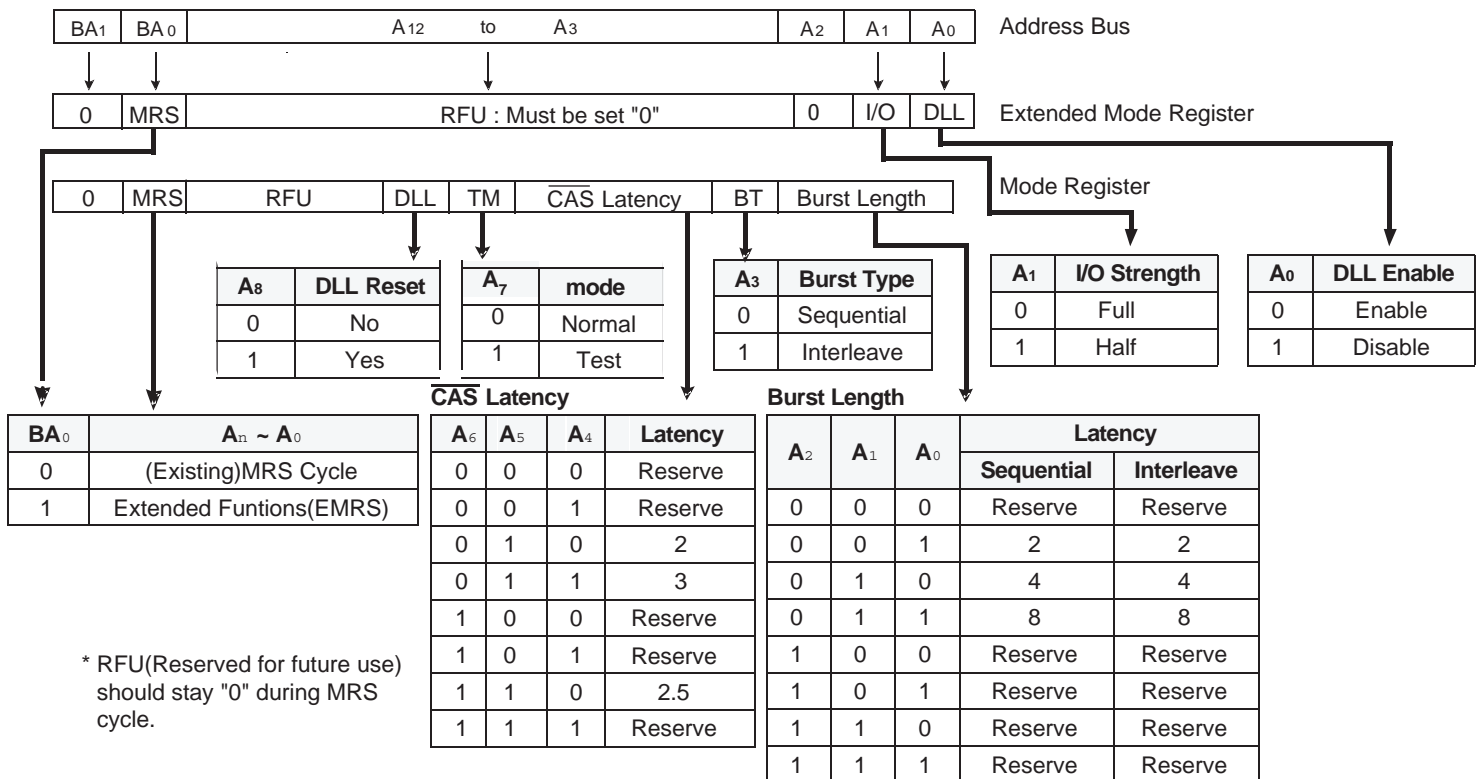 BA1 BA0 A12 to A3 A2 A1 A0 Address Bus
0 MRS RFU : Must be set "0" 0 I/O DLL Extended Mode Register
0 MRS RFU DLL TM CAS Latency BT Burst Length Mode Register
A8 DLL Reset
0 No
1 Yes
A7 mode
0 Normal
1 Test
A3 Burst Type
0 Sequential
1 Interleave
A1 I/O Strength
0 Full
1 Half
A0 DLL Enable
0 Enable
1 Disable
BA0 An ~ A0
0 (Existing)MRS Cycle
1 Extended Funtions(EMRS)
CAS Latency
A6 A5 A4 Latency
0 0 0 Reserve
0 0 1 Reserve
0 1 0 2
0 1 1 3
1 0 0 Reserve
1 0 1 Reserve
1 1 0 2.5
1 1 1 Reserve
Burst Length
A2 A1 A0 Latency
Sequential Interleave
0 0 0 Reserve Reserve
0 0 1 2 2
0 1 0 4 4
0 1 1 8 8
1 0 0 Reserve Reserve
1 0 1 Reserve Reserve
1 1 0 Reserve Reserve
1 1 1 Reserve Reserve
* RFU(Reserved for future use)
should stay "0" during MRS
cycle.